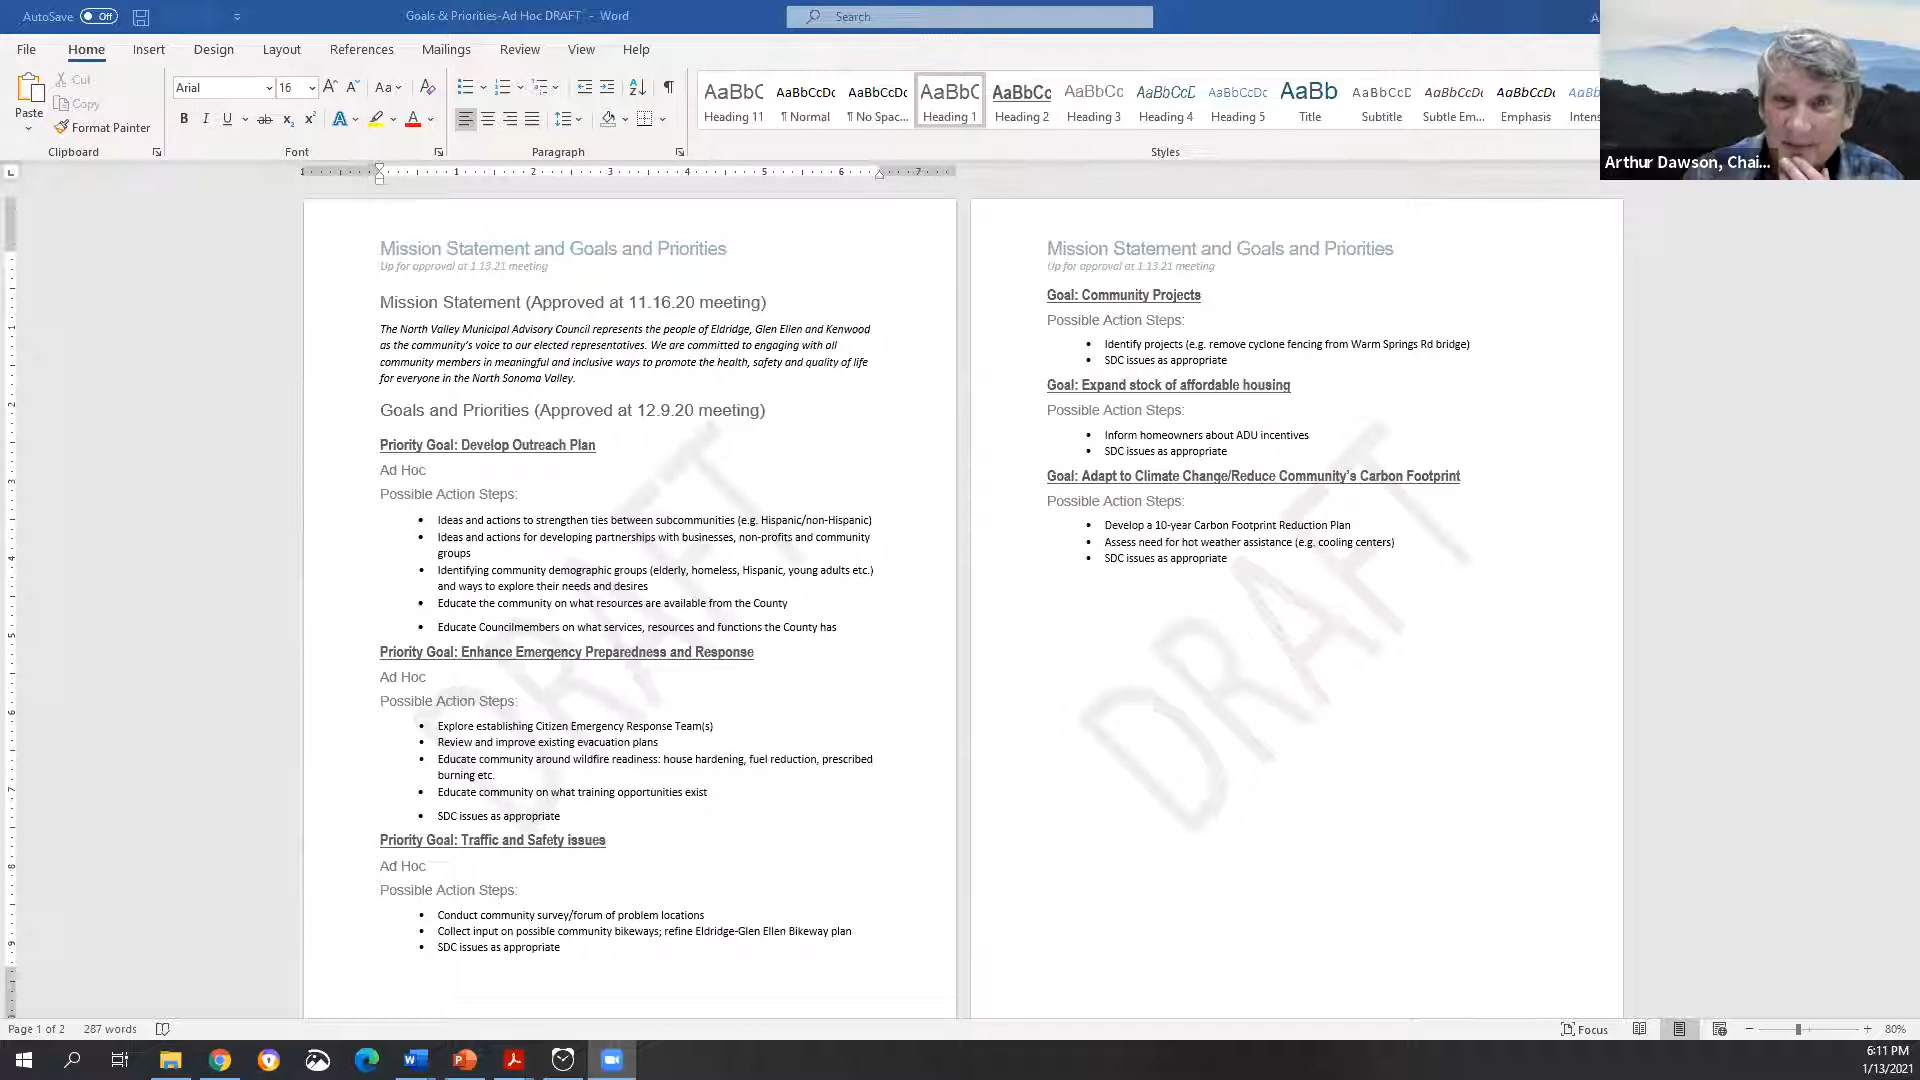 AutoSave Off
Goals & Priorities-Ad Hoc DRAFT - Word
Search
A
File Home Insert Design Layout References Mailings Review View Help
Paste
Cut
Copy
Format Painter
Clipboard
Arial 16
Font
Paragraph
AaBbC AaBbCcDc AaBbCcDc AaBbC AaBbCc AaBbCc AaBbCcD AaBbCcDc AaBb AaBbCcD AaBbCcDc AaBbCcDc AaBb
Heading 11 ¶ Normal ¶ No Spac... Heading 1 Heading 2 Heading 3 Heading 4 Heading 5 Title Subtitle Subtle Em... Emphasis Intens
Styles
Arthur Dawson, Chai...
1 1 2 3 4 5 6 7
Mission Statement and Goals and Priorities
Up for approval at 1.13.21 meeting
Mission Statement (Approved at 11.16.20 meeting)
The North Valley Municipal Advisory Council represents the people of Eldridge, Glen Ellen and Kenwood
as the community's voice to our elected representatives. We are committed to engaging with all
community members in meaningful and inclusive ways to promote the health, safety and quality of life
for everyone in the North Sonoma Valley.
Goals and Priorities (Approved at 12.9.20 meeting)
Priority Goal: Develop Outreach Plan
Ad Hoc
Possible Action Steps:
• Ideas and actions to strengthen ties between subcommunities (e.g. Hispanic/non-Hispanic)
• Ideas and actions for developing partnerships with businesses, non-profits and community
groups
• Identifying community demographic groups (elderly, homeless, Hispanic, young adults etc.)
and ways to explore their needs and desires
• Educate the community on what resources are available from the County
• Educate Councilmembers on what services, resources and functions the County has
Priority Goal: Enhance Emergency Preparedness and Response
Ad Hoc
Possible Action Steps:
• Explore establishing Citizen Emergency Response Team(s)
• Review and improve existing evacuation plans
• Educate community around wildfire readiness: house hardening, fuel reduction, prescribed
burning etc.
• Educate community on what training opportunities exist
• SDC issues as appropriate
Priority Goal: Traffic and Safety issues
Ad Hoc
Possible Action Steps:
• Conduct community survey/forum of problem locations
• Collect input on possible community bikeways; refine Eldridge-Glen Ellen Bikeway plan
• SDC issues as appropriate
DRAFT
Mission Statement and Goals and Priorities
Up for approval at 1.13.21 meeting
Goal: Community Projects
Possible Action Steps:
• Identify projects (e.g. remove cyclone fencing from Warm Springs Rd bridge)
• SDC issues as appropriate
Goal: Expand stock of affordable housing
Possible Action Steps:
• Inform homeowners about ADU incentives
• SDC issues as appropriate
Goal: Adapt to Climate Change/Reduce Community's Carbon Footprint
Possible Action Steps:
• Develop a 10-year Carbon Footprint Reduction Plan
• Assess need for hot weather assistance (e.g. cooling centers)
• SDC issues as appropriate
DRAFT
Page 1 of 2 287 words
Focus
80%
6:11 PM
1/13/2021